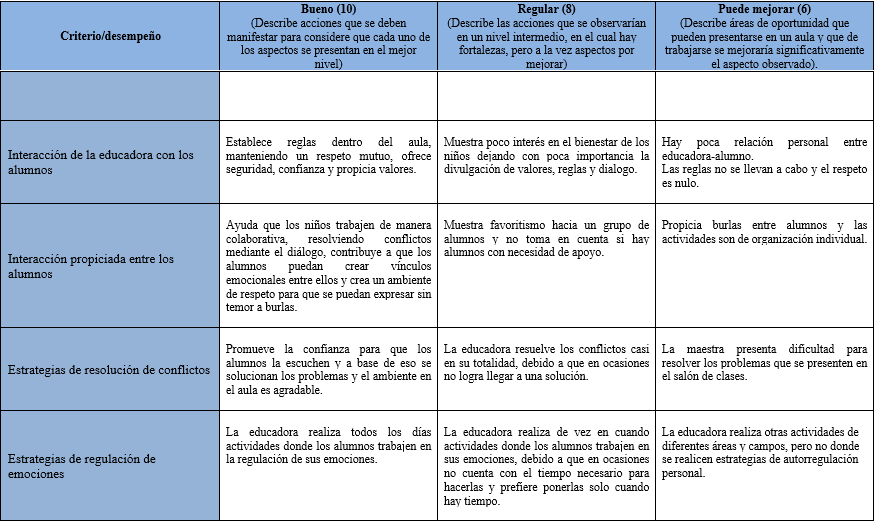 Criterio/desempeño
Bueno (10)
(Describe acciones que se deben
manifestar para considere que cada uno de
los aspectos se presentan en el mejor
nivel)
Regular (8)
(Describe las acciones que se observarían
en un nivel intermedio, en el cual hay
fortalezas, pero a la vez aspectos por
mejorar)
Puede mejorar (6)
(Describe áreas de oportunidad que
pueden presentarse en un aula y que de
trabajarse se mejoraría significativamente
el aspecto observado).
Interacción de la educadora con los
alumnos
Establece reglas dentro del aula,
manteniendo un respeto mutuo, ofrece
seguridad, confianza y propicia valores.
Muestra poco interés en el bienestar de los
niños dejando con poca importancia la
divulgación de valores, reglas y dialogo.
Hay poca relación personal entre
educadora-alumno.
Las reglas no se llevan a cabo y el respeto
es nulo.
Interacción propiciada entre los
alumnos
Ayuda que los niños trabajen de manera
colaborativa, resolviendo conflictos
mediante el diálogo, contribuye a que los
alumnos puedan crear vínculos
emocionales entre ellos y crea un ambiente
de respeto para que se puedan expresar sin
temor a burlas.
Muestra favoritismo hacia un grupo de
alumnos y no toma en cuenta si hay
alumnos con necesidad de apoyo.
Propicia burlas entre alumnos y las
actividades son de organización individual.
Estrategias de resolución de conflictos
Promueve la confianza para que los
alumnos la escuchen y a base de eso se
solucionan los problemas y el ambiente en
el aula es agradable.
La educadora resuelve los conflictos casi
en su totalidad, debido a que en ocasiones
no logra llegar a una solución.
La maestra presenta dificultad para
resolver los problemas que se presenten en
el salón de clases.
Estrategias de regulación de
emociones
La educadora realiza todos los días
actividades donde los alumnos trabajen en
la regulación de sus emociones.
La educadora realiza de vez en cuando
actividades donde los alumnos trabajen en
sus emociones, debido a que en ocasiones
no cuenta con el tiempo necesario para
hacerlas y prefiere ponerlas solo cuando
hay tiempo.
La educadora realiza otras actividades de
diferentes áreas y campos, pero no donde
se realicen estrategias de autorregulación
personal.